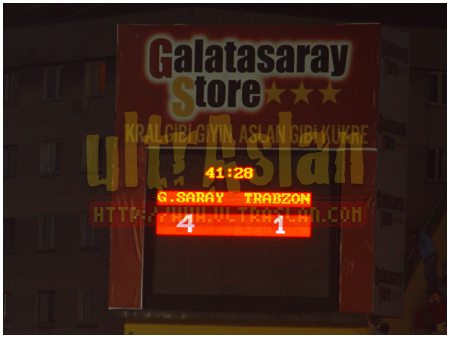 Galatasaray
Store
KRAL GİBİ GİYİN, ASLAN GİBİ KÜKRE
ultrAslan
41:28
G.SARAY TRABZON
HTTP://WWW.ULTRASLAN.COM
4 1